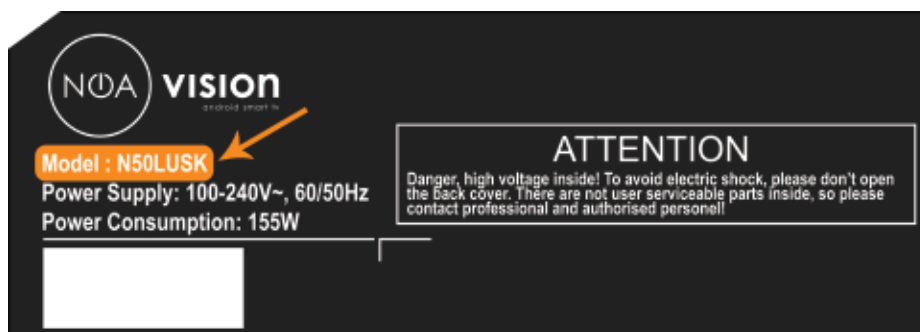 NOA
vision
android smart tv
Model : N50LUSK
Power Supply: 100-240V~, 60/50Hz
Power Consumption: 155W
ATTENTION
Danger, high voltage inside! To avoid electric shock, please don't open
the back cover. There are not user serviceable parts inside, so please
contact professional and authorised personel!